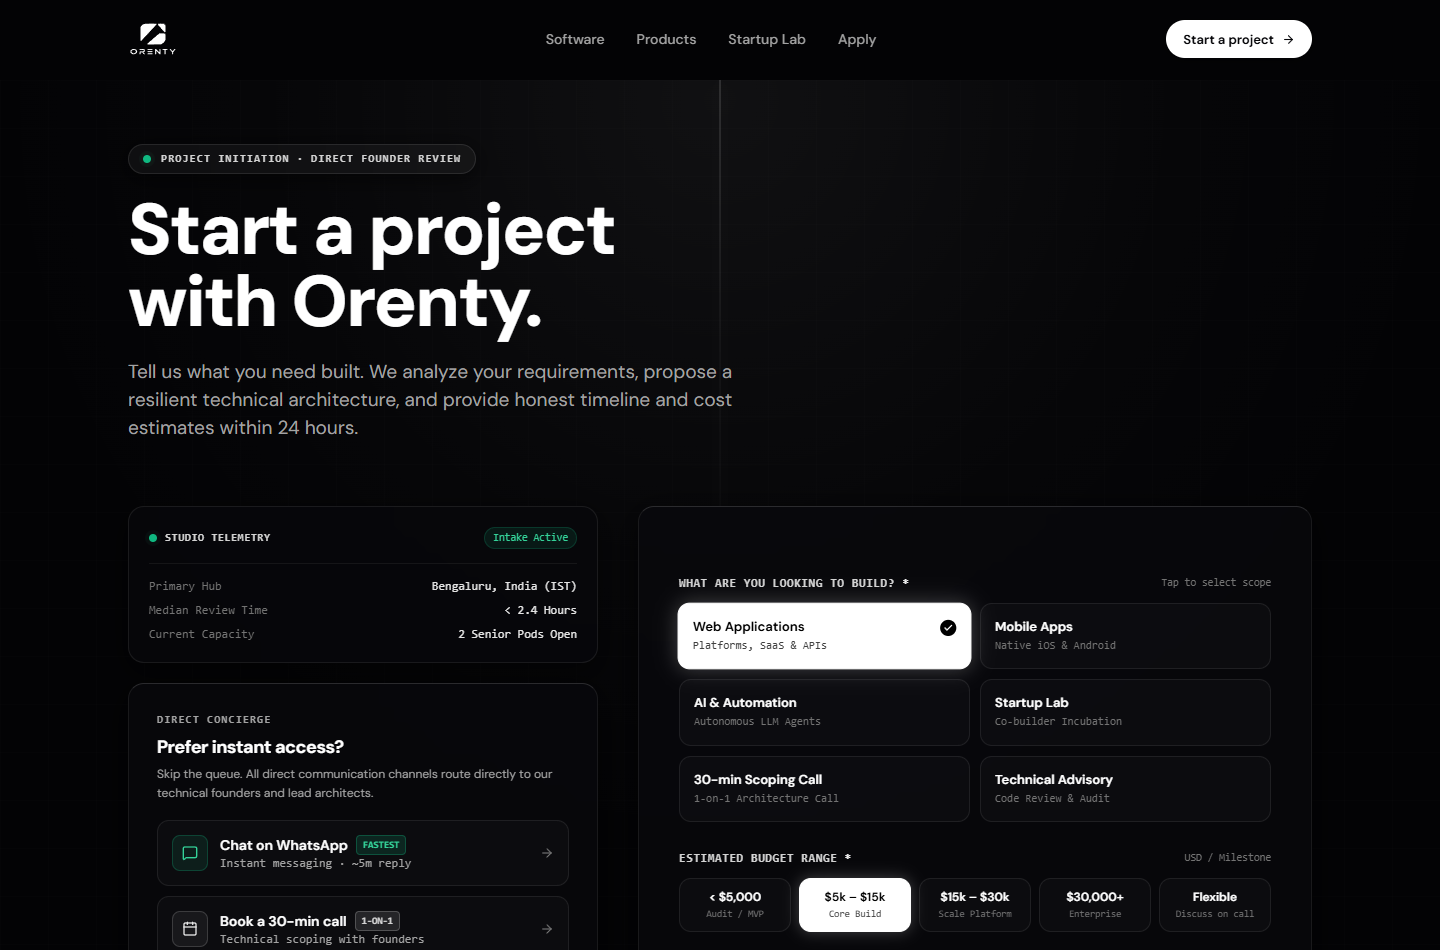 ORENTY
Software
Products
Startup Lab
Apply
Start a project →
PROJECT INITIATION · DIRECT FOUNDER REVIEW
Start a project
with Orenty.
Tell us what you need built. We analyze your requirements, propose a
resilient technical architecture, and provide honest timeline and cost
estimates within 24 hours.
STUDIO TELEMETRY
Intake Active
Primary Hub
Bengaluru, India (IST)
Median Review Time
< 2.4 Hours
Current Capacity
2 Senior Pods Open
DIRECT CONCIERGE
Prefer instant access?
Skip the queue. All direct communication channels route directly to our
technical founders and lead architects.
Chat on WhatsApp
FASTEST
Instant messaging · ~5m reply
Book a 30-min call
1-ON-1
Technical scoping with founders
WHAT ARE YOU LOOKING TO BUILD? *
Tap to select scope
Web Applications
Platforms, SaaS & APIs
Mobile Apps
Native iOS & Android
AI & Automation
Autonomous LLM Agents
Startup Lab
Co-builder Incubation
30-min Scoping Call
1-on-1 Architecture Call
Technical Advisory
Code Review & Audit
ESTIMATED BUDGET RANGE *
USD / Milestone
< $5,000
Audit / MVP
$5k – $15k
Core Build
$15k – $30k
Scale Platform
$30,000+
Enterprise
Flexible
Discuss on call